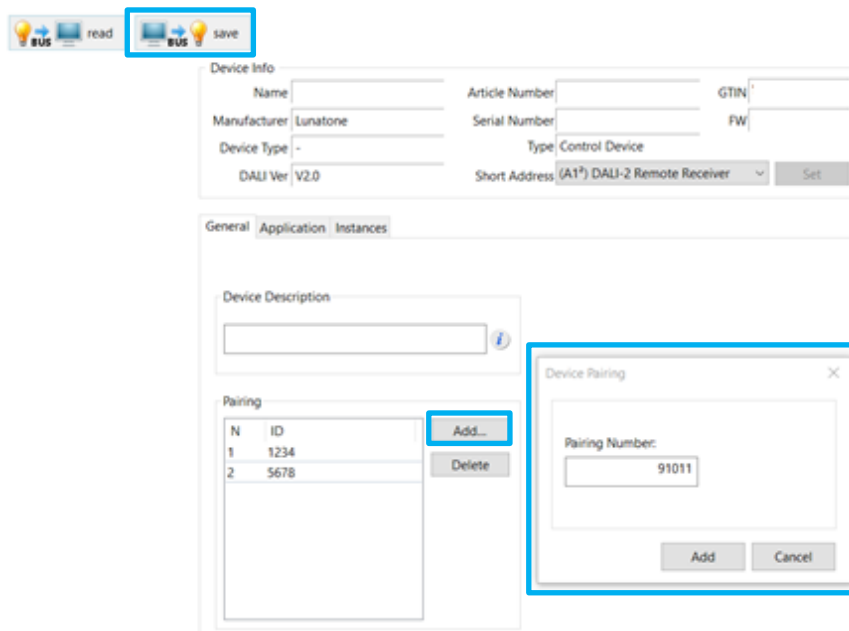 BUS read BUS save
Device Info
Name Article Number GTIN
Manufacturer Lunatone Serial Number FW
Device Type - Type Control Device
DALI Ver V2.0 Short Address (A1²) DALI-2 Remote Receiver Set
General Application Instances
Device Description
i
Device Pairing
Pairing
N ID Add...
1 1234
2 5678 Delete
Pairing Number:
91011
Add Cancel